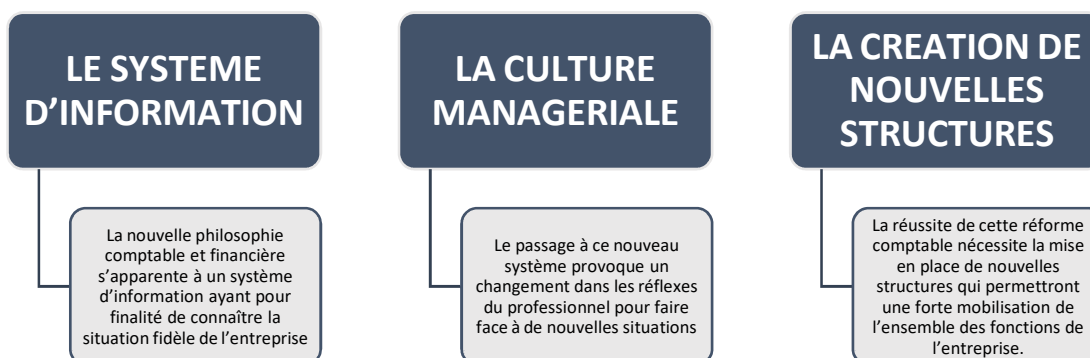 LE SYSTEME
D’INFORMATION
La nouvelle philosophie
comptable et financière
s’apparente à un système
d’information ayant pour
finalité de connaître la
situation fidèle de l’entreprise
LA CULTURE
MANAGERIALE
Le passage à ce nouveau
système provoque un
changement dans les réflexes
du professionnel pour faire
face à de nouvelles situations
LA CREATION DE
NOUVELLES
STRUCTURES
La réussite de cette réforme
comptable nécessite la mise
en place de nouvelles
structures qui permettront
une forte mobilisation de
l’ensemble des fonctions de
l’entreprise.